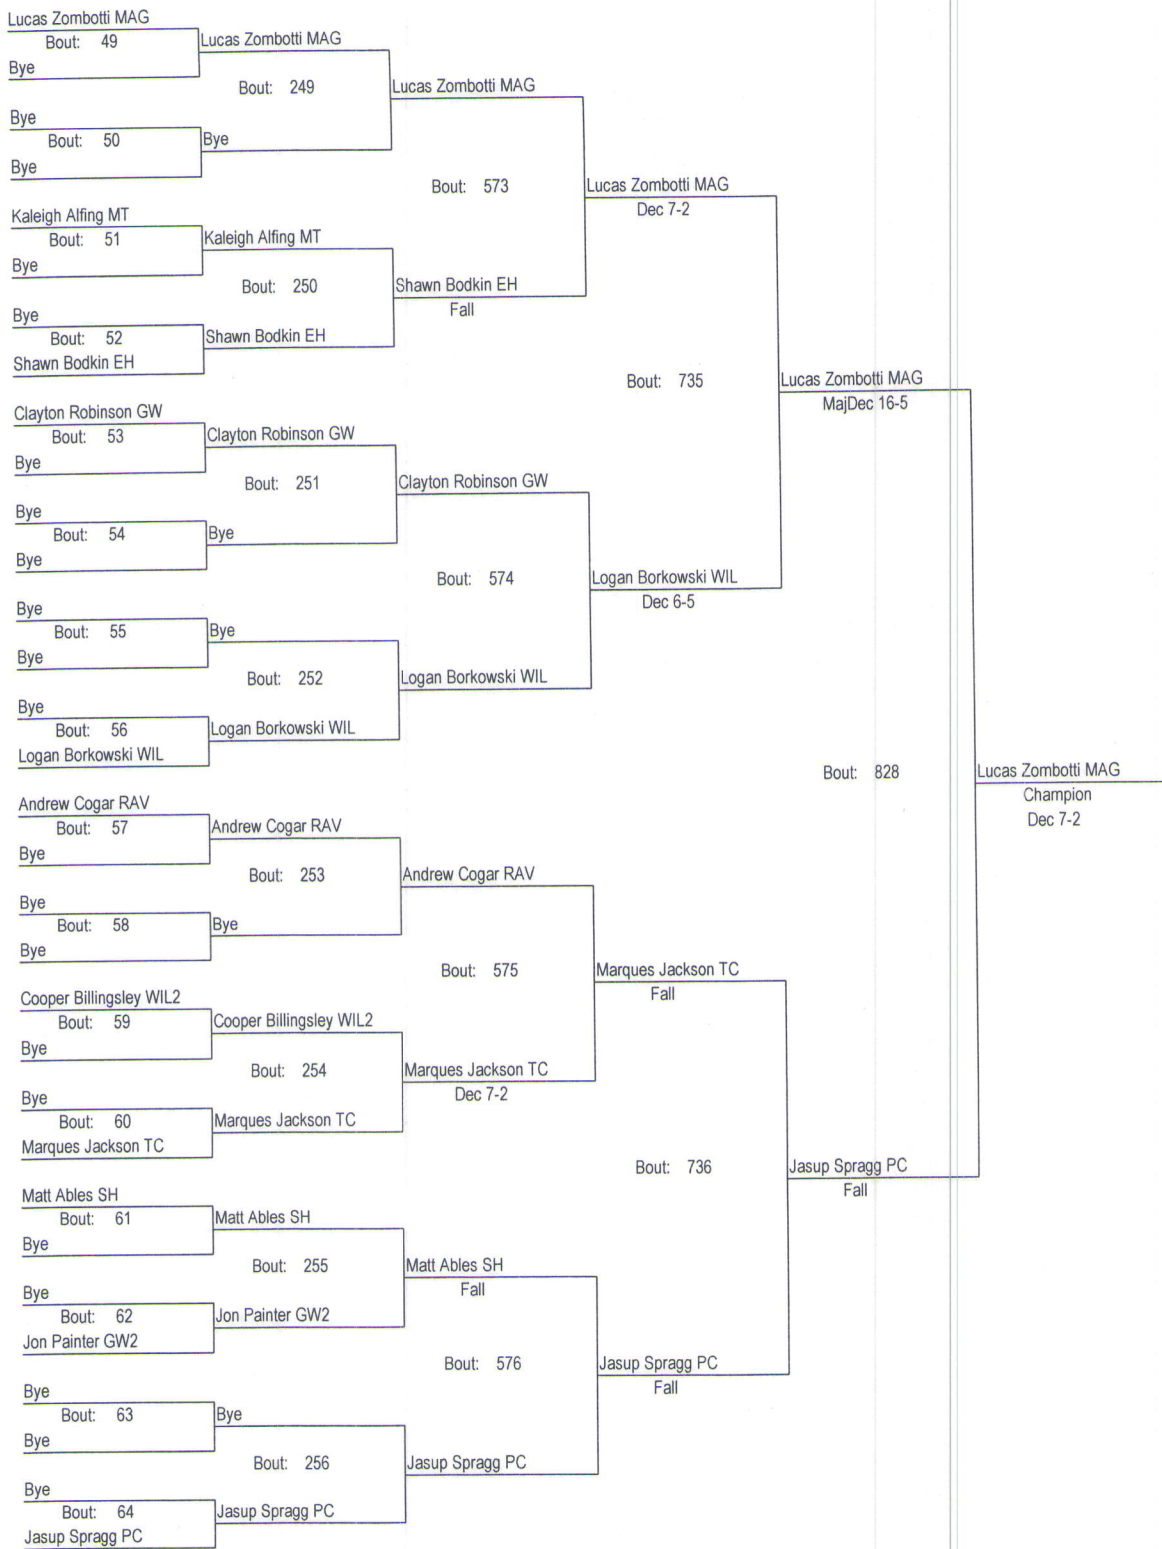 Lucas Zombotti MAG
Bout: 49
Bye
Lucas Zombotti MAG
Bout: 249
Lucas Zombotti MAG
Bye
Bout: 50
Bye
Bye
Bout: 573
Lucas Zombotti MAG
Dec 7-2
Kaleigh Alfing MT
Bout: 51
Bye
Kaleigh Alfing MT
Bout: 250
Shawn Bodkin EH
Fall
Bye
Bout: 52
Shawn Bodkin EH
Shawn Bodkin EH
Bout: 735
Lucas Zombotti MAG
MajDec 16-5
Clayton Robinson GW
Bout: 53
Bye
Clayton Robinson GW
Bout: 251
Clayton Robinson GW
Bye
Bout: 54
Bye
Bye
Bout: 574
Logan Borkowski WIL
Dec 6-5
Bye
Bout: 55
Bye
Bye
Bout: 252
Logan Borkowski WIL
Bye
Bout: 56
Logan Borkowski WIL
Logan Borkowski WIL
Bout: 828
Lucas Zombotti MAG
Champion
Dec 7-2
Andrew Cogar RAV
Bout: 57
Bye
Andrew Cogar RAV
Bout: 253
Andrew Cogar RAV
Bye
Bout: 58
Bye
Bye
Bout: 575
Marques Jackson TC
Fall
Cooper Billingsley WIL2
Bout: 59
Bye
Cooper Billingsley WIL2
Bout: 254
Marques Jackson TC
Dec 7-2
Bye
Bout: 60
Marques Jackson TC
Marques Jackson TC
Bout: 736
Jasup Spragg PC
Fall
Matt Ables SH
Bout: 61
Bye
Matt Ables SH
Bout: 255
Matt Ables SH
Fall
Bye
Bout: 62
Jon Painter GW2
Jon Painter GW2
Bout: 576
Jasup Spragg PC
Fall
Bye
Bout: 63
Bye
Bye
Bout: 256
Jasup Spragg PC
Bye
Bout: 64
Jasup Spragg PC
Jasup Spragg PC